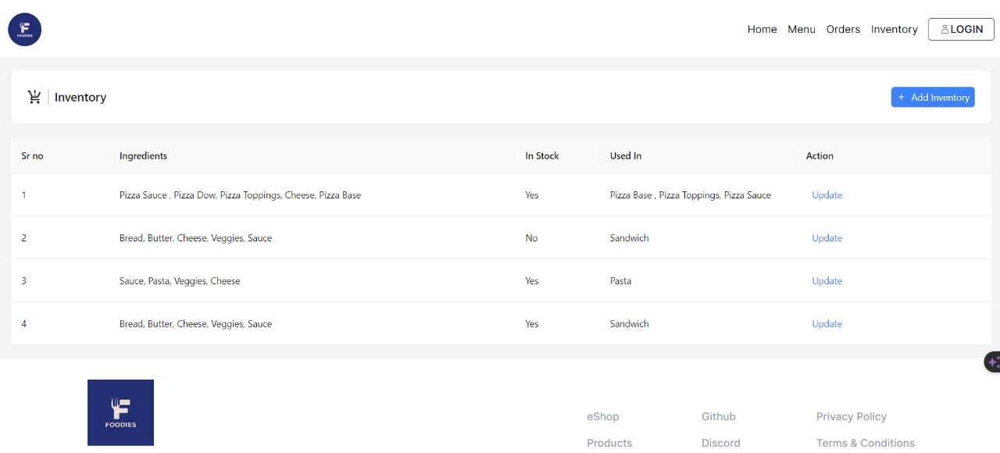 F
FOODIES
Home Menu Orders Inventory LOGIN
Inventory + Add Inventory
Sr no Ingredients In Stock Used In Action
1 Pizza Sauce , Pizza Dow, Pizza Toppings, Cheese, Pizza Base Yes Pizza Base , Pizza Toppings, Pizza Sauce Update
2 Bread, Butter, Cheese, Veggies, Sauce No Sandwich Update
3 Sauce, Pasta, Veggies, Cheese Yes Pasta Update
4 Bread, Butter, Cheese, Veggies, Sauce Yes Sandwich Update
F
FOODIES
eShop Github Privacy Policy
Products Discord Terms & Conditions